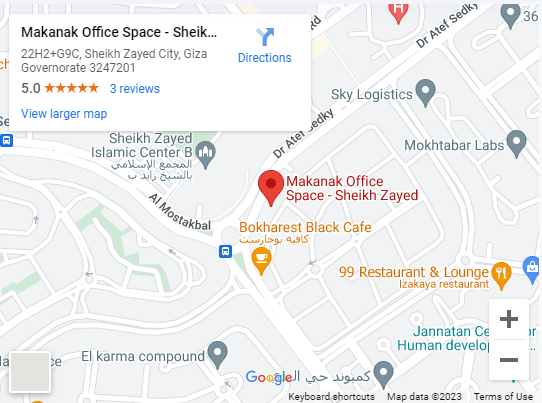 Makanak Office Space - Sheik...
22H2+G9C, Sheikh Zayed City, Giza
Governorate 3247201
Directions
5.0
3 reviews
View larger map
Dr Atef Sedky
36
Sky Logistics
Dr Atef Sedky
Mokhtabar Labs
Sheikh Zayed
Islamic Center B
المجمع الإسلامي
بالشيخ زايد ب
Makanak Office
Space - Sheikh Zayed
Al Mostakbal
Bokharest Black Cafe
كافيه بوخارست
99 Restaurant & Lounge
Izakaya restaurant
+
Jannatan Ce
Human develop
−
El karma compound
Google
كمبوند حي ال
Keyboard shortcuts
Map data ©2023
Terms of Use